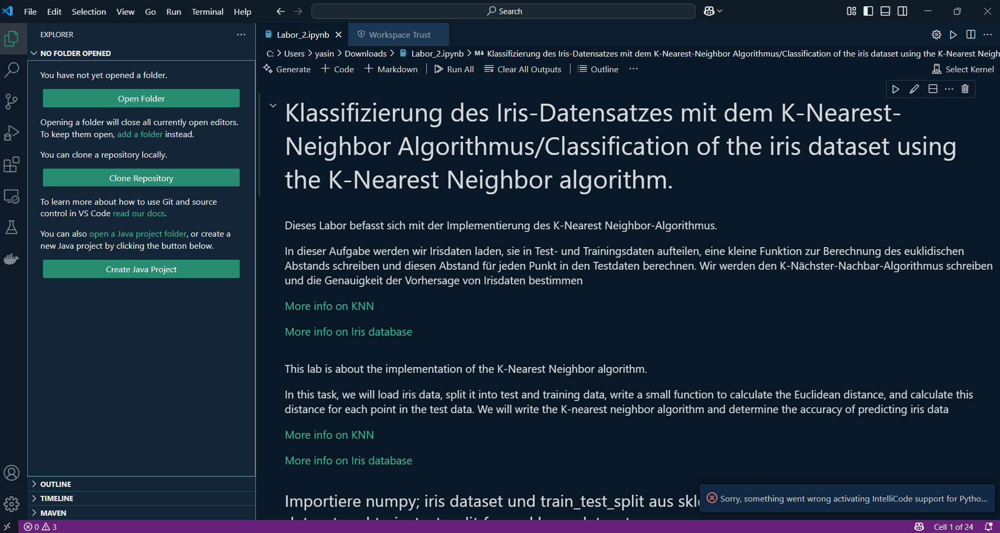 File Edit Selection View Go Run Terminal Help
Search
EXPLORER
NO FOLDER OPENED
You have not yet opened a folder.
Open Folder
Opening a folder will close all currently open editors.
To keep them open, add a folder instead.
You can clone a repository locally.
Clone Repository
To learn more about how to use Git and source
control in VS Code read our docs.
You can also open a Java project folder, or create a
new Java project by clicking the button below.
Create Java Project
OUTLINE
TIMELINE
MAVEN
Labor_2.ipynb
Workspace Trust
C: > Users > yasin > Downloads > Labor_2.ipynb > M↓ Klassifizierung des Iris-Datensatzes mit dem K-Nearest-Neighbor Algorithmus/Classification of the iris dataset using the K-Nearest Neigh
Generate + Code + Markdown Run All Clear All Outputs Outline ...
Select Kernel
Klassifizierung des Iris-Datensatzes mit dem K-Nearest-
Neighbor Algorithmus/Classification of the iris dataset using
the K-Nearest Neighbor algorithm.
Dieses Labor befasst sich mit der Implementierung des K-Nearest Neighbor-Algorithmus.
In dieser Aufgabe werden wir Irisdaten laden, sie in Test- und Trainingsdaten aufteilen, eine kleine Funktion zur Berechnung des euklidischen
Abstands schreiben und diesen Abstand für jeden Punkt in den Testdaten berechnen. Wir werden den K-Nächster-Nachbar-Algorithmus schreiben
und die Genauigkeit der Vorhersage von Irisdaten bestimmen
More info on KNN
More info on Iris database
This lab is about the implementation of the K-Nearest Neighbor algorithm.
In this task, we will load iris data, split it into test and training data, write a small function to calculate the Euclidean distance, and calculate this
distance for each point in the test data. We will write the K-nearest neighbor algorithm and determine the accuracy of predicting iris data
More info on KNN
More info on Iris database
Importiere numpy; iris dataset und train_test_split aus skl
Sorry, something went wrong activating IntelliCode support for Pytho...
0 3
Cell 1 of 24